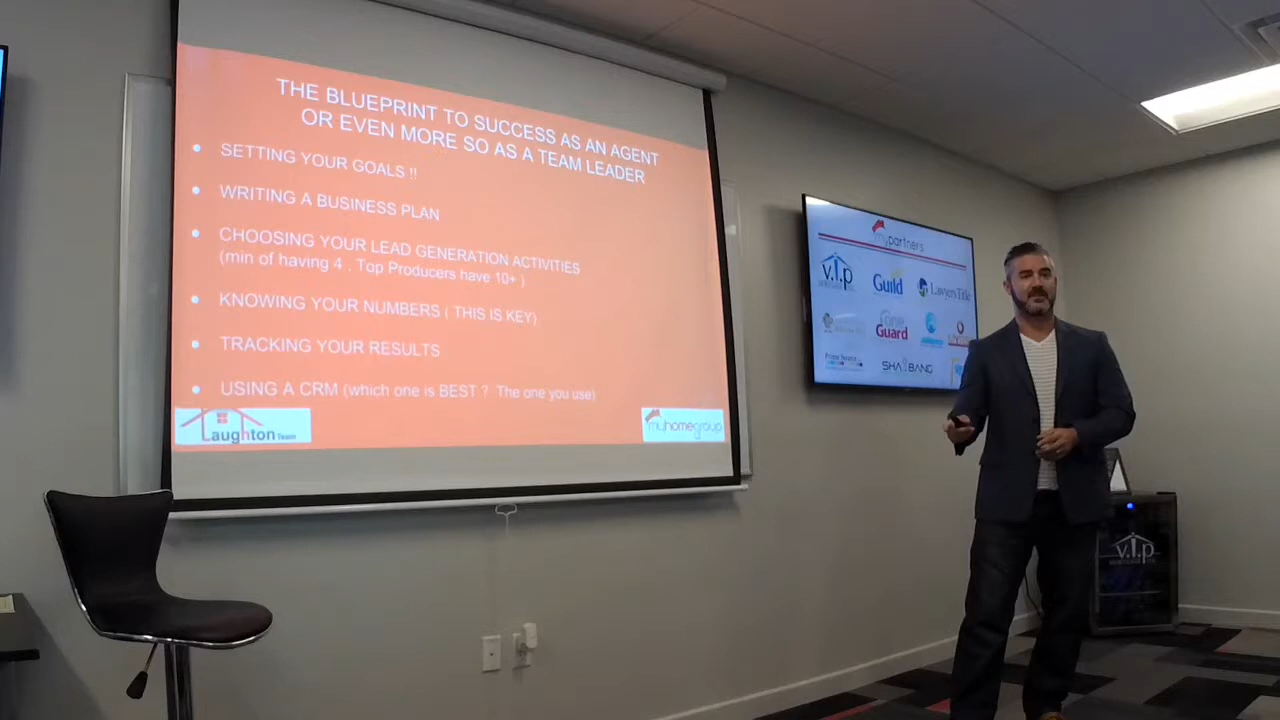 THE BLUEPRINT TO SUCCESS AS AN AGENT
OR EVEN MORE SO AS A TEAM LEADER
SETTING YOUR GOALS !!
WRITING A BUSINESS PLAN
CHOOSING YOUR LEAD GENERATION ACTIVITIES
(min of having 4 , Top Producers have 10+ )
KNOWING YOUR NUMBERS ( THIS IS KEY)
TRACKING YOUR RESULTS
USING A CRM (which one is BEST ? The one you use)
Laughton Team
myhomegroup
mypartners
v.I.p
Guild
LawyersTitle
one
Guard
SHABANG
v.I.p